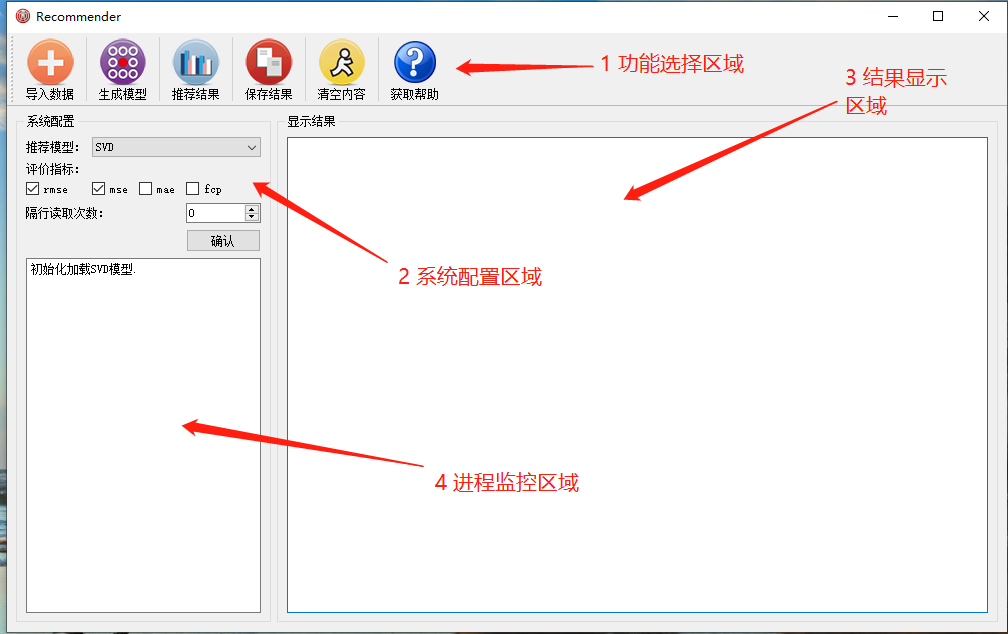 Recommender
导入数据 生成模型 推荐结果 保存结果 清空内容 获取帮助
1 功能选择区域
3 结果显示
区域
系统配置
推荐模型: SVD
评价指标:
rmse mse mae fcp
隔行读取次数: 0
确认
初始化加载SVD模型.
显示结果
2 系统配置区域
4 进程监控区域